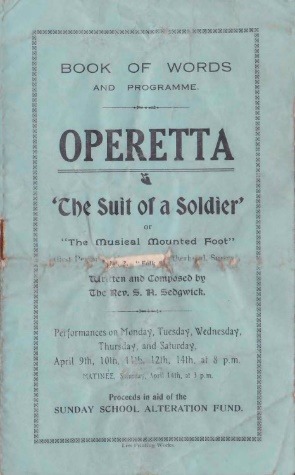 BOOK OF WORDS
AND PROGRAMME.
OPERETTA
'The Suit of a Soldier'
OR
"The Musical Mounted Foot"
Written and Composed by
The Rev. S. N. Sedgwick.
Performances on Monday, Tuesday, Wednesday,
Thursday, and Saturday,
April 9th, 10th, 11th, 12th, 14th, at 8 p.m.
MATINEE, Saturday, April 14th, at 3 p.m.
Proceeds in aid of the
SUNDAY SCHOOL ALTERATION FUND.
Printing Works.